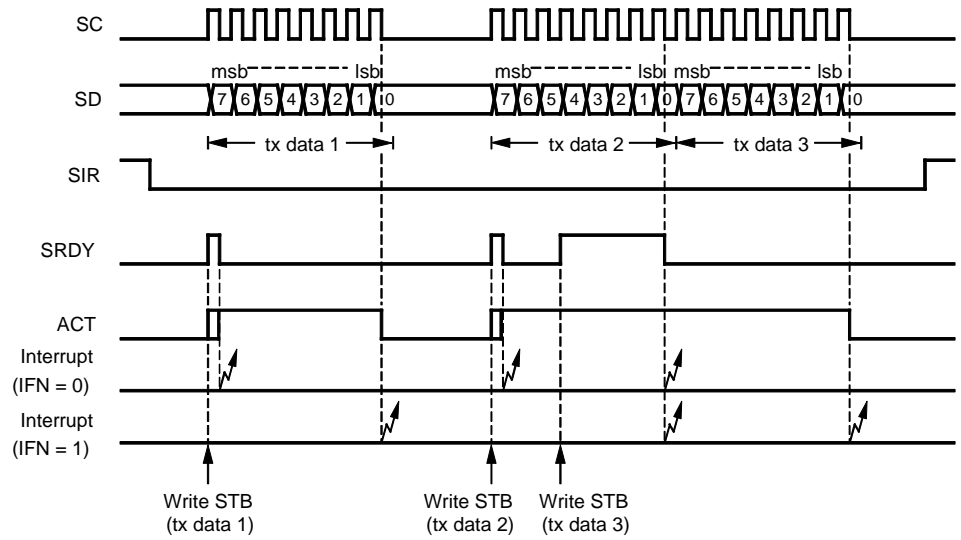 SC
msb lsb msb lsb msb lsb
SD 7 6 5 4 3 2 1 0 7 6 5 4 3 2 1 0 7 6 5 4 3 2 1 0
tx data 1 tx data 2 tx data 3
SIR
SRDY
ACT
Interrupt
(IFN = 0)
Interrupt
(IFN = 1)
Write STB Write STB Write STB
(tx data 1) (tx data 2) (tx data 3)